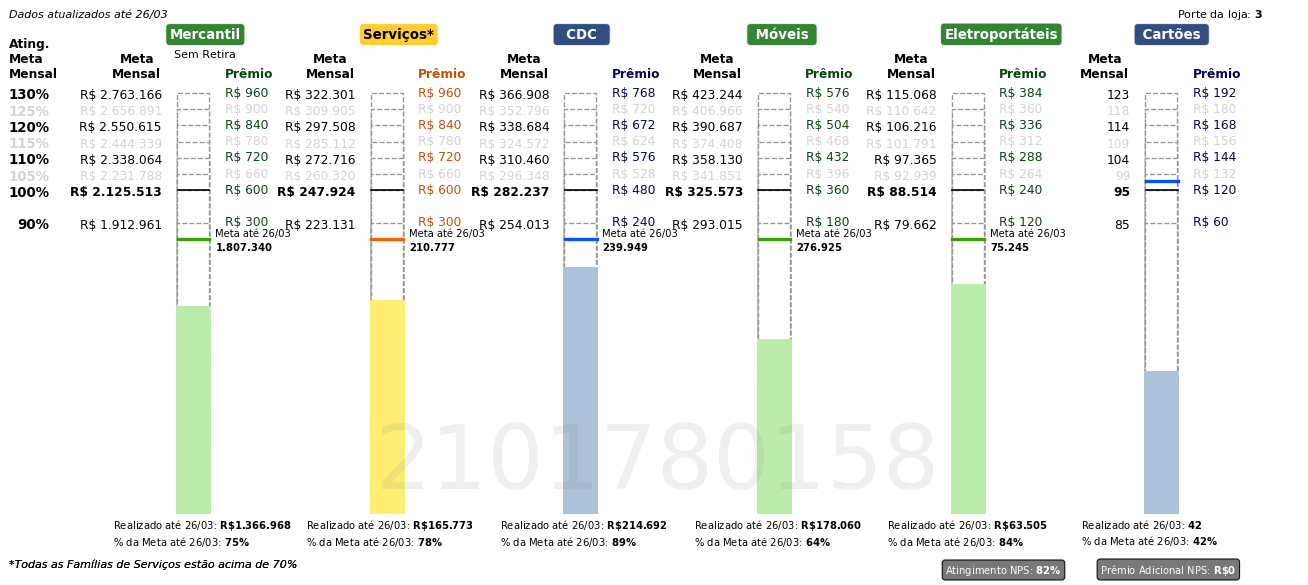 Dados atualizados até 26/03
Porte da loja: 3
Mercantil Serviços* CDC Móveis Eletroportáteis Cartões
Sem Retira
Ating. Meta Mensal
Meta Mensal Prêmio Meta Mensal Prêmio Meta Mensal Prêmio Meta Mensal Prêmio Meta Mensal Prêmio Meta Mensal Prêmio
130% R$ 2.763.166 R$ 960 R$ 322.301 R$ 960 R$ 366.908 R$ 768 R$ 423.244 R$ 576 R$ 115.068 R$ 384 123 R$ 192
125% R$ 2.656.891 R$ 900 R$ 309.905 R$ 900 R$ 352.796 R$ 720 R$ 406.966 R$ 540 R$ 110.642 R$ 360 118 R$ 180
120% R$ 2.550.615 R$ 840 R$ 297.508 R$ 840 R$ 338.684 R$ 672 R$ 390.687 R$ 504 R$ 106.216 R$ 336 114 R$ 168
115% R$ 2.444.339 R$ 780 R$ 285.112 R$ 780 R$ 324.572 R$ 624 R$ 374.408 R$ 468 R$ 101.791 R$ 312 109 R$ 156
110% R$ 2.338.064 R$ 720 R$ 272.716 R$ 720 R$ 310.460 R$ 576 R$ 358.130 R$ 432 R$ 97.365 R$ 288 104 R$ 144
105% R$ 2.231.788 R$ 660 R$ 260.320 R$ 660 R$ 296.348 R$ 528 R$ 341.851 R$ 396 R$ 92.939 R$ 264 99 R$ 132
100% R$ 2.125.513 R$ 600 R$ 247.924 R$ 600 R$ 282.237 R$ 480 R$ 325.573 R$ 360 R$ 88.514 R$ 240 95 R$ 120
90% R$ 1.912.961 R$ 300 R$ 223.131 R$ 300 R$ 254.013 R$ 240 R$ 293.015 R$ 180 R$ 79.662 R$ 120 85 R$ 60
Meta até 26/03 Meta até 26/03 Meta até 26/03 Meta até 26/03 Meta até 26/03
1.807.340 210.777 239.949 276.925 75.245
2101780158
Realizado até 26/03: R$1.366.968 Realizado até 26/03: R$165.773 Realizado até 26/03: R$214.692 Realizado até 26/03: R$178.060 Realizado até 26/03: R$63.505 Realizado até 26/03: 42
% da Meta até 26/03: 75% % da Meta até 26/03: 78% % da Meta até 26/03: 89% % da Meta até 26/03: 64% % da Meta até 26/03: 84% % da Meta até 26/03: 42%
*Todas as Famílias de Serviços estão acima de 70%
Atingimento NPS: 82% Prêmio Adicional NPS: R$0